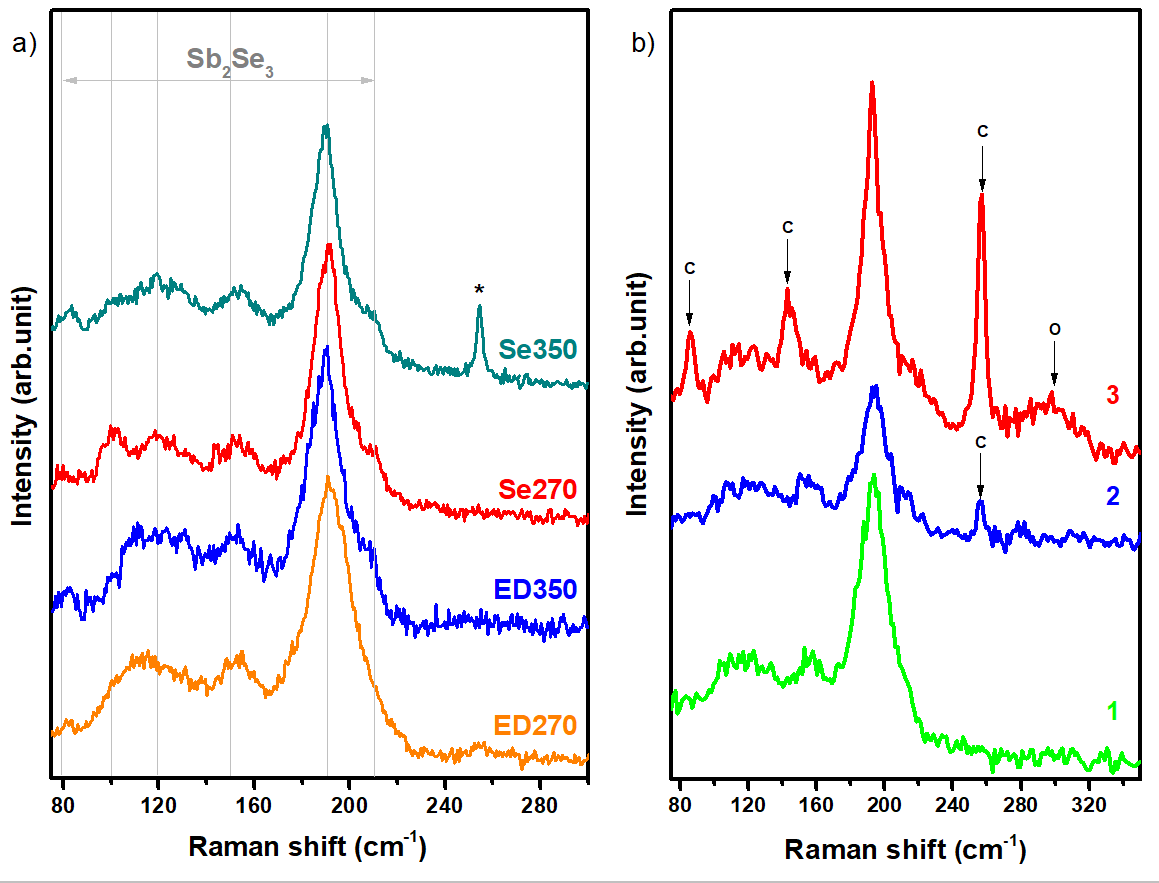 a)
Sb2Se3
*
Se350
Se270
ED350
ED270
Intensity (arb.unit)
80 120 160 200 240 280
Raman shift (cm-1)
b)
C
C
C
O
3
C
2
1
Intensity (arb.unit)
80 120 160 200 240 280 320
Raman shift (cm-1)